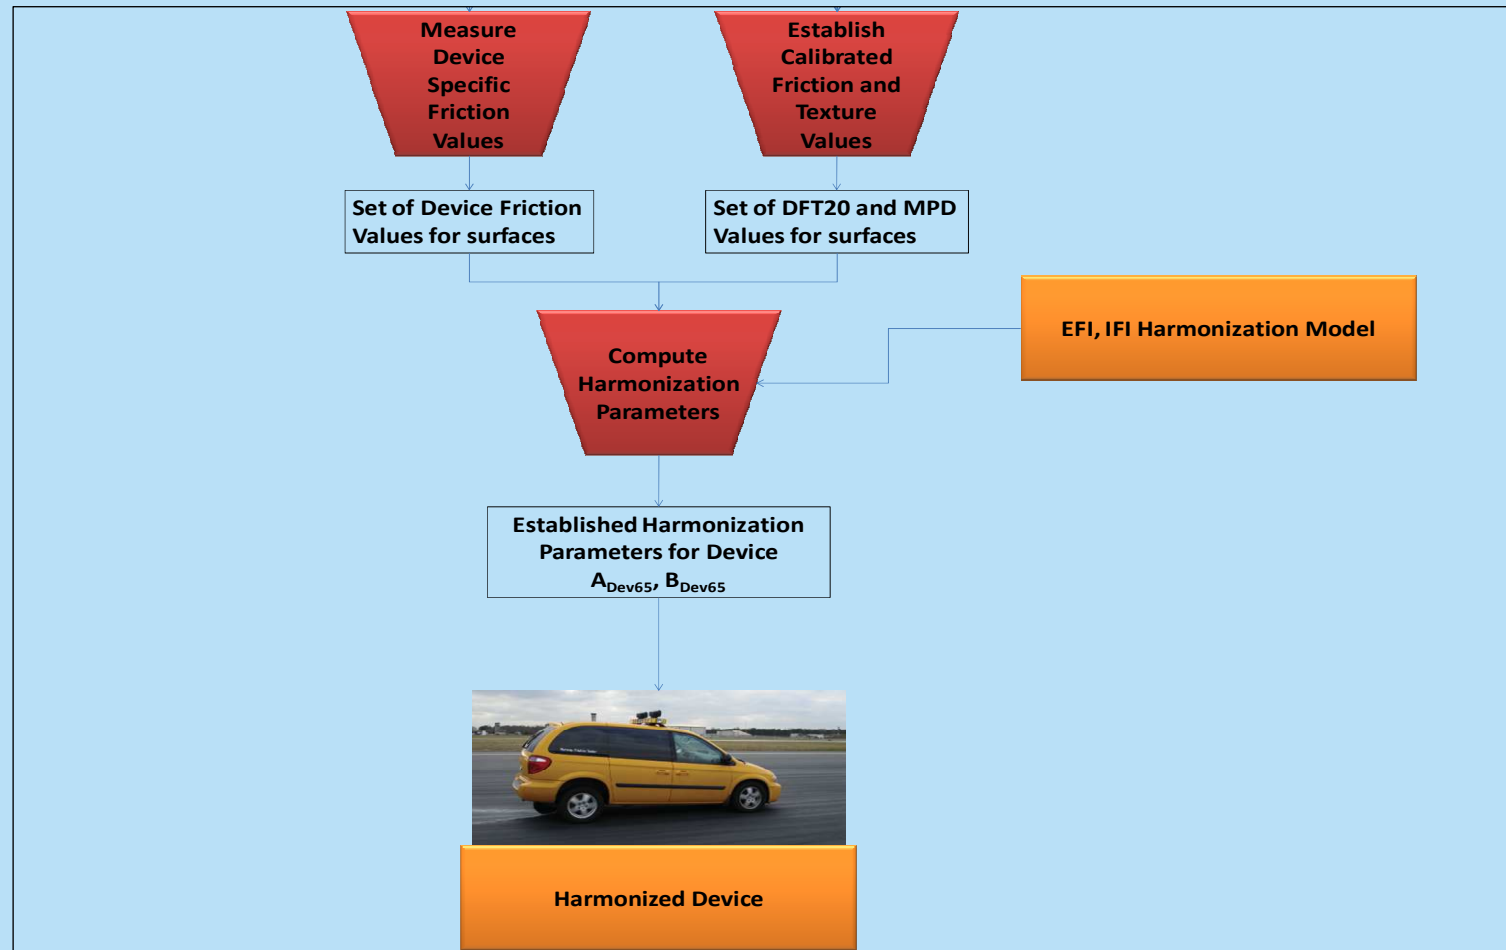 Measure
Device
Specific
Friction
Values
Establish
Calibrated
Friction and
Texture
Values
Set of Device Friction
Values for surfaces
Set of DFT20 and MPD
Values for surfaces
EFI, IFI Harmonization Model
Compute
Harmonization
Parameters
Established Harmonization
Parameters for Device
A_Dev65, B_Dev65
Harmonized Device